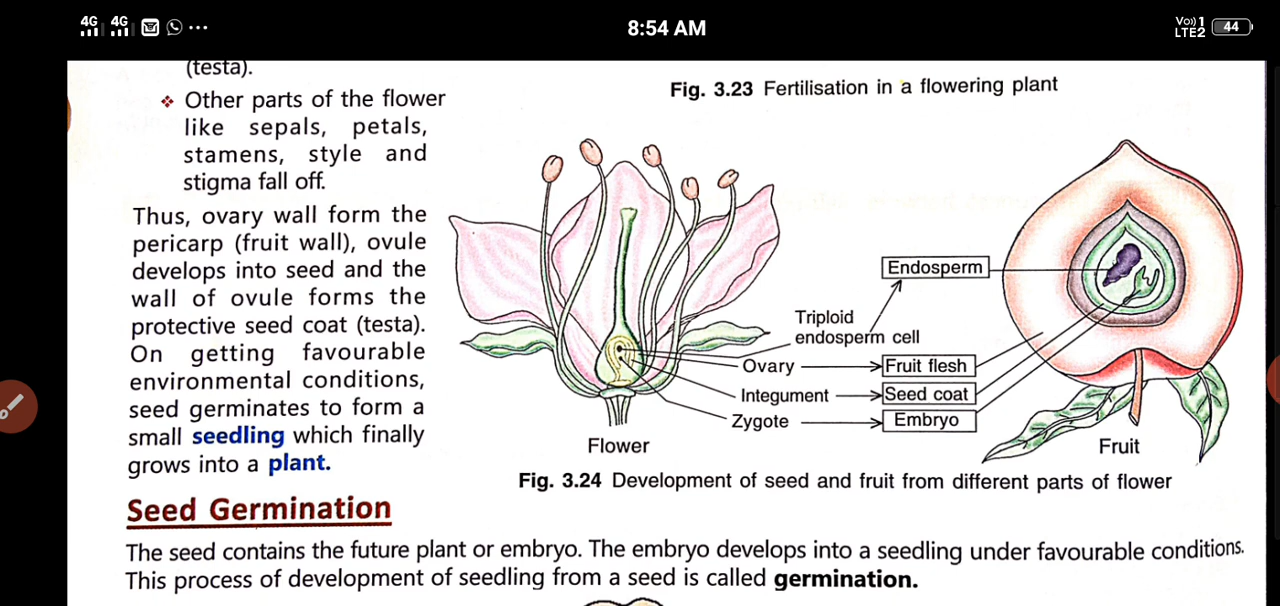 4G 4G ... 8:54 AM Vo) 1 LTE2 44
(testa).
❖ Other parts of the flower
like sepals, petals,
stamens, style and
stigma fall off.
Thus, ovary wall form the
pericarp (fruit wall), ovule
develops into seed and the
wall of ovule forms the
protective seed coat (testa).
On getting favourable
environmental conditions,
seed germinates to form a
small seedling which finally
grows into a plant.
Fig. 3.23 Fertilisation in a flowering plant
Endosperm
Triploid
endosperm cell
Ovary Fruit flesh
Integument Seed coat
Zygote Embryo
Flower Fruit
Fig. 3.24 Development of seed and fruit from different parts of flower
Seed Germination
The seed contains the future plant or embryo. The embryo develops into a seedling under favourable conditions.
This process of development of seedling from a seed is called germination.